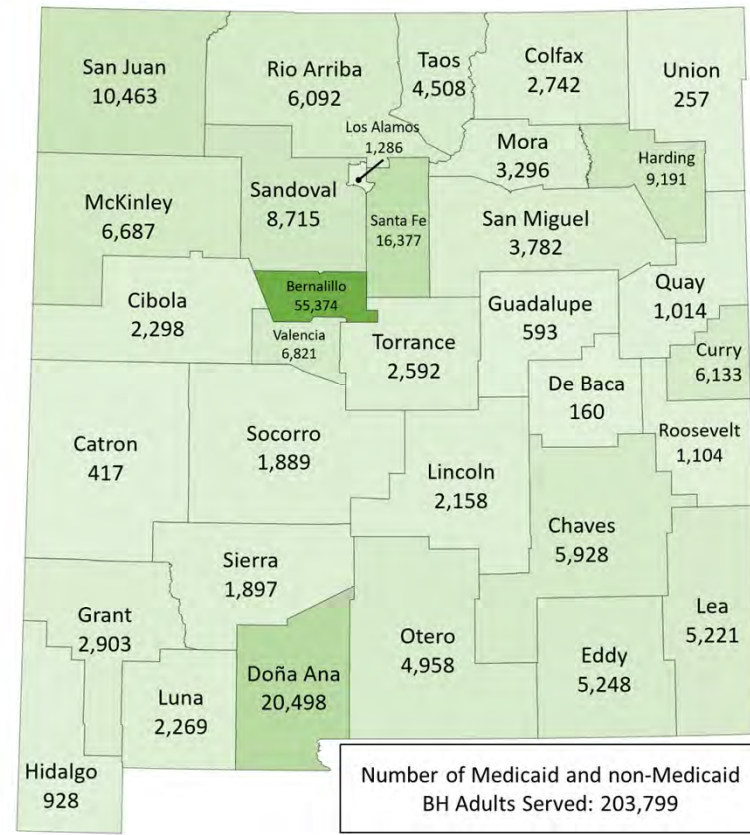 San Juan
10,463
Rio Arriba
6,092
Taos
4,508
Colfax
2,742
Union
257
Los Alamos
1,286
Mora
3,296
Harding
9,191
McKinley
6,687
Sandoval
8,715
Santa Fe
16,377
San Miguel
3,782
Bernalillo
55,374
Cibola
2,298
Valencia
6,821
Torrance
2,592
Guadalupe
593
Quay
1,014
Curry
6,133
De Baca
160
Roosevelt
1,104
Catron
417
Socorro
1,889
Lincoln
2,158
Chaves
5,928
Sierra
1,897
Grant
2,903
Doña Ana
20,498
Otero
4,958
Eddy
5,248
Lea
5,221
Luna
2,269
Hidalgo
928
Number of Medicaid and non-Medicaid
BH Adults Served: 203,799